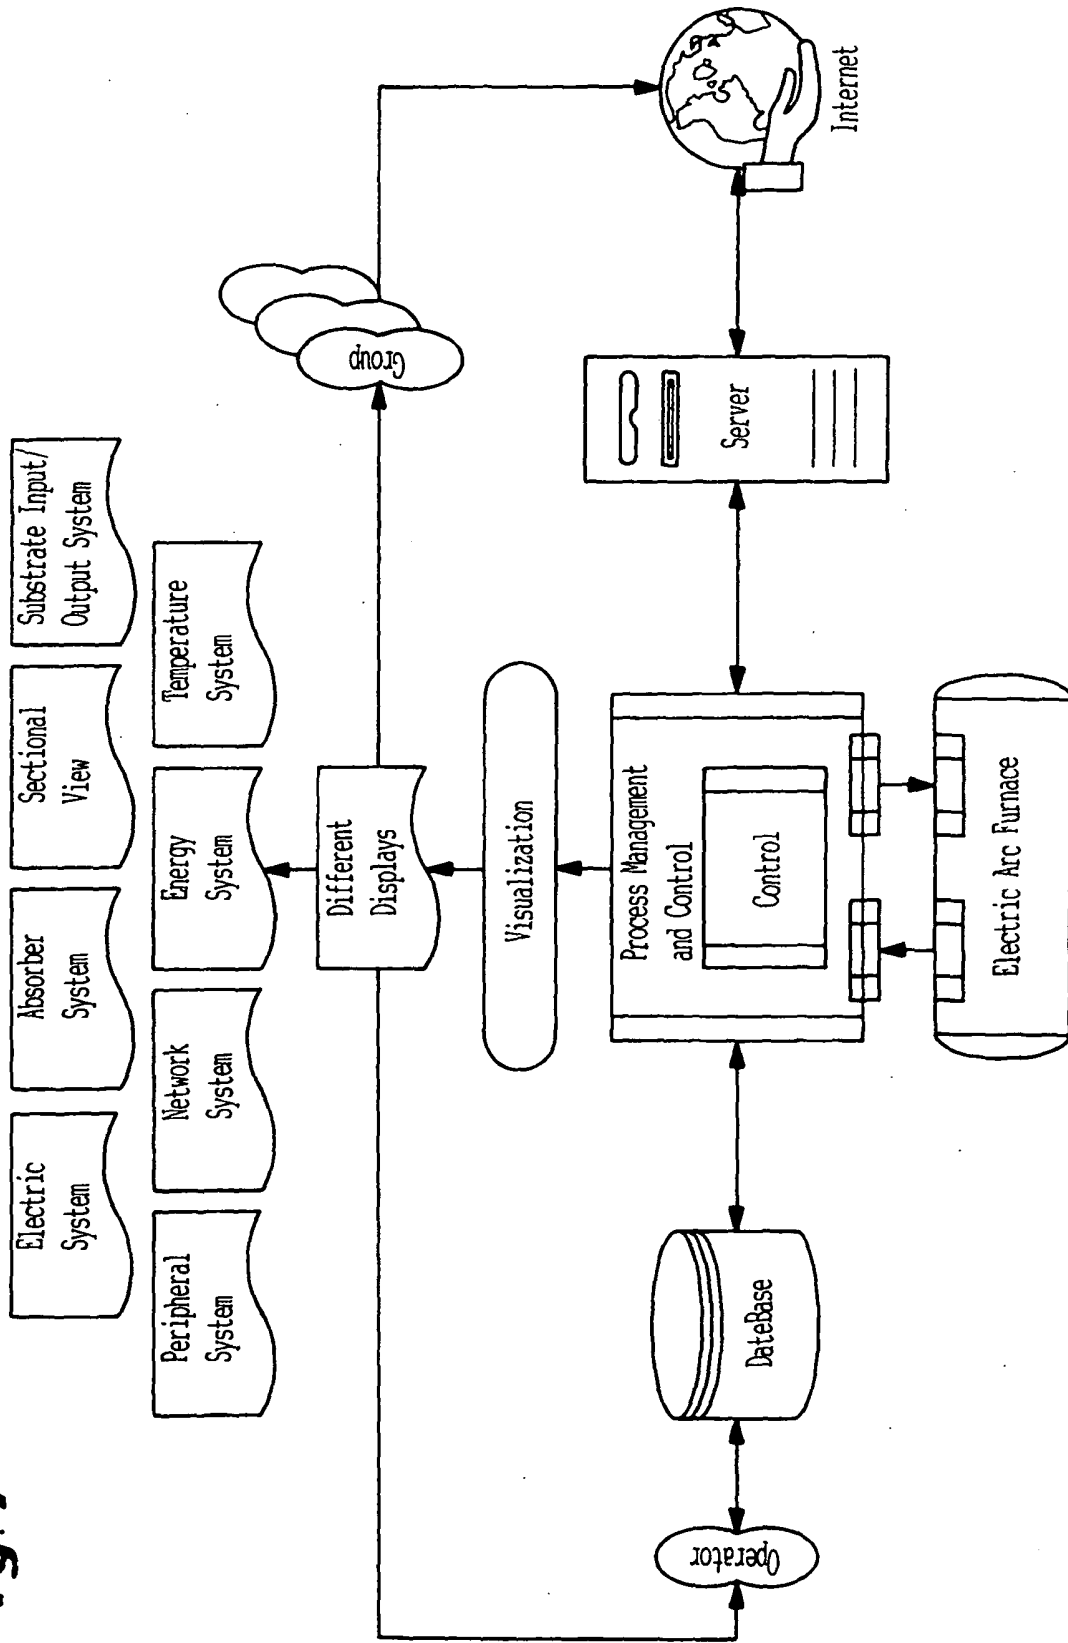 Electric
System
Absorber
System
Sectional
View
Substrate Input/
Output System
Peripheral
System
Network
System
Energy
System
Temperature
System
Different
Displays
Group
Visualization
Operator
DateBase
Process Management
and Control
Control
Server
Internet
Electric Arc Furnace